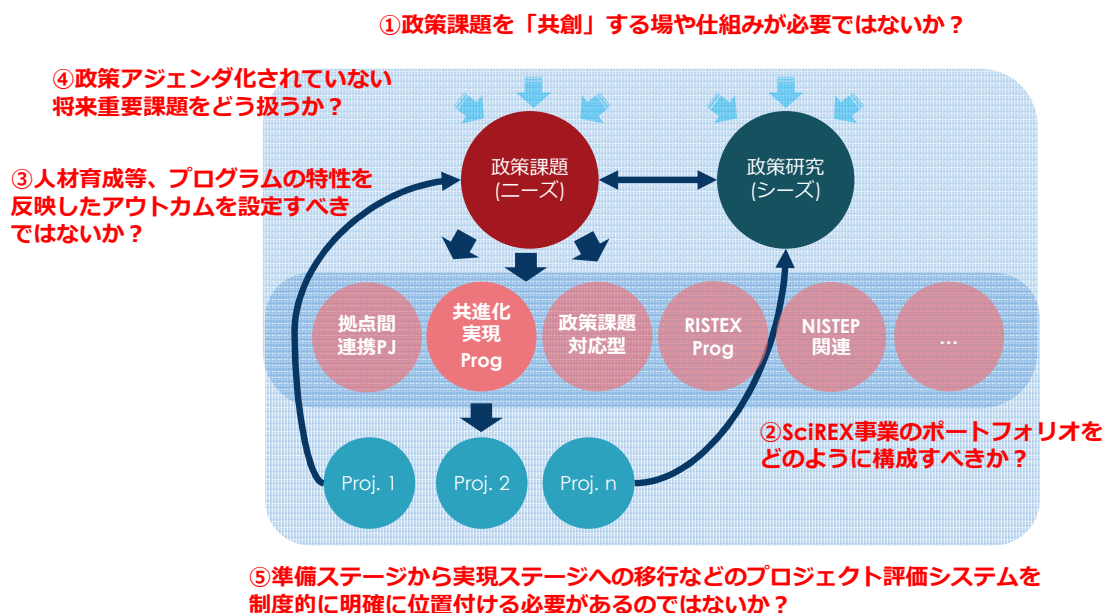 ①政策課題を「共創」する場や仕組みが必要ではないか？
④政策アジェンダ化されていない
将来重要課題をどう扱うか？
③人材育成等、プログラムの特性を
反映したアウトカムを設定すべき
ではないか？
政策課題
(ニーズ)
政策研究
(シーズ)
拠点間
連携PJ
共進化
実現
Prog
政策課題
対応型
RISTEX
Prog
NISTEP
関連
…
②SciREX事業のポートフォリオを
どのように構成すべきか？
Proj. 1
Proj. 2
Proj. n
⑤準備ステージから実現ステージへの移行などのプロジェクト評価システムを
制度的に明確に位置付ける必要があるのではないか？